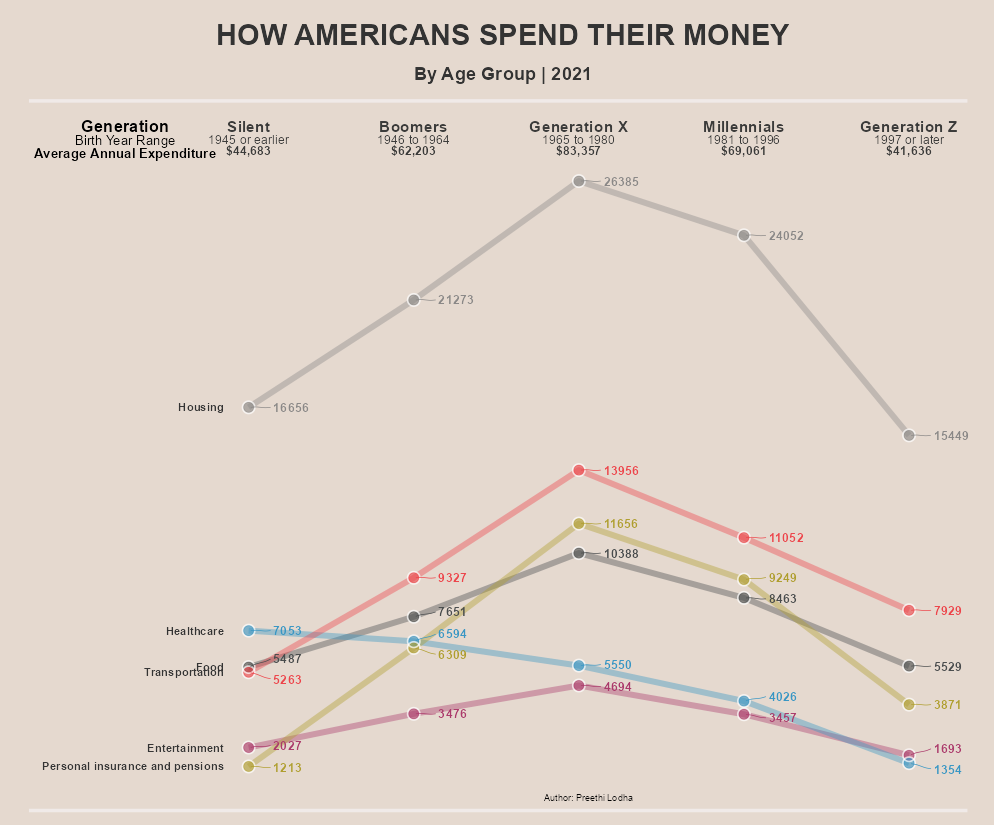 HOW AMERICANS SPEND THEIR MONEY
By Age Group | 2021
Generation Silent Boomers Generation X Millennials Generation Z
Birth Year Range 1945 or earlier 1946 to 1964 1965 to 1980 1981 to 1996 1997 or later
Average Annual Expenditure $44,683 $62,203 $83,357 $69,061 $41,636
26385
24052
21273
Housing 16656
15449
13956
11656
11052
10388
9327
9249
8463
7651
7929
Healthcare 7053
6594
6309
5550
Food 5487
5529
Transportation 5263
4694
4026
3871
3476
3457
Entertainment 2027
1693
Personal insurance and pensions 1213
1354
Author: Preethi Lodha